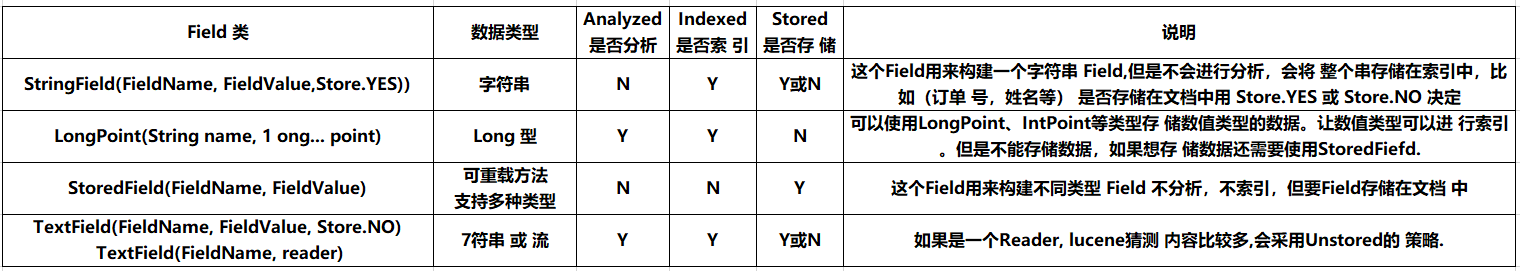 Field 类
数据类型
Analyzed
是否分析
Indexed
是否索 引
Stored
是否存 储
说明
StringField(FieldName, FieldValue,Store.YES))
字符串
N
Y
Y或N
这个Field用来构建一个字符串 Field,但是不会进行分析，会将 整个串存储在索引中，比
如（订单 号，姓名等） 是否存储在文档中用 Store.YES 或 Store.NO 决定
LongPoint(String name, 1 ong... point)
Long 型
Y
Y
N
可以使用LongPoint、IntPoint等类型存 储数值类型的数据。让数值类型可以进 行索引
。但是不能存储数据，如果想存 储数据还需要使用StoredFiefd.
StoredField(FieldName, FieldValue)
可重载方法
支持多种类型
N
N
Y
这个Field用来构建不同类型 Field 不分析，不索引，但要Field存储在文档 中
TextField(FieldName, FieldValue, Store.NO)
TextField(FieldName, reader)
7符串 或 流
Y
Y
Y或N
如果是一个Reader, lucene猜测 内容比较多,会采用Unstored的 策略.